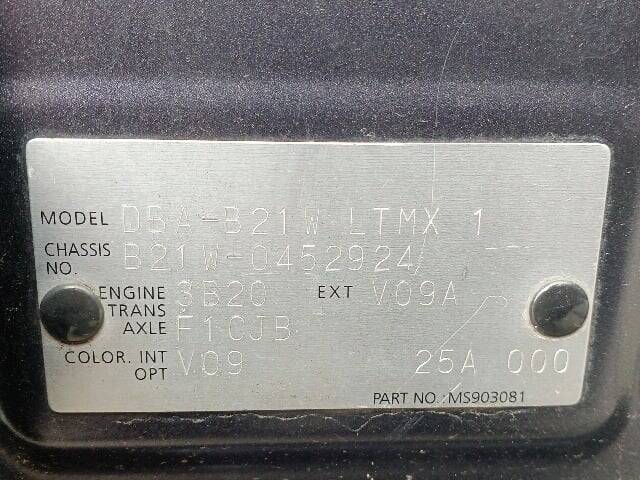 MODEL DBA-B21W LTMX 1
CHASSIS NO. B21W-0452924
ENGINE 3B20 EXT V09A
TRANS AXLE F1CJB
COLOR. INT V09 25A 000
OPT
PART NO. MS903081